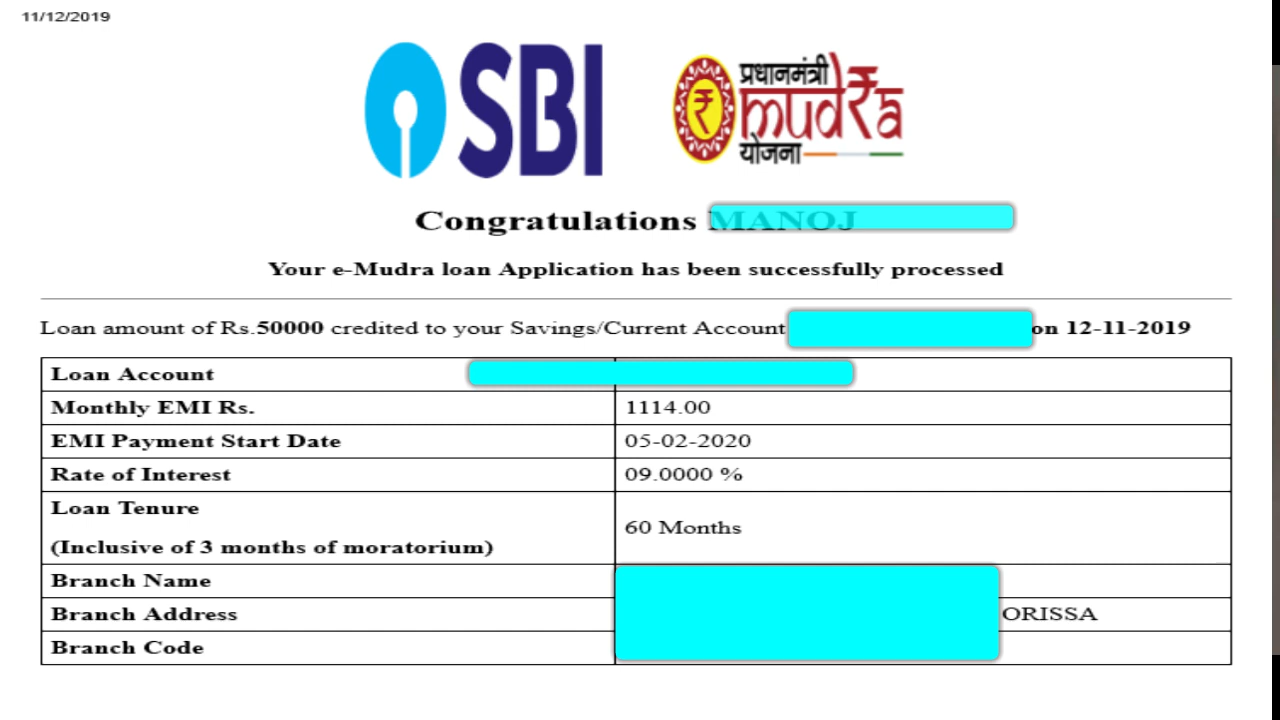 11/12/2019
SBI
प्रधानमंत्री
mudra
योजना
Congratulations MANOJ
Your e-Mudra loan Application has been successfully processed
Loan amount of Rs.50000 credited to your Savings/Current Account on 12-11-2019
Loan Account
Monthly EMI Rs. 1114.00
EMI Payment Start Date 05-02-2020
Rate of Interest 09.0000 %
Loan Tenure
(Inclusive of 3 months of moratorium) 60 Months
Branch Name
Branch Address ORISSA
Branch Code